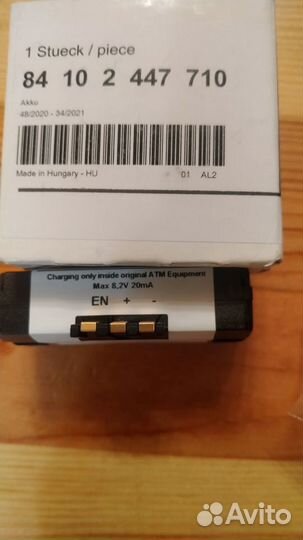 1 Stueck / piece
84 10 2 447 710
Akku
48/2020 - 34/2021
Made in Hungary - HU 01 AL2
Charging only inside original ATM Equipment
Max 8,2V 20mA
EN + -
Avito